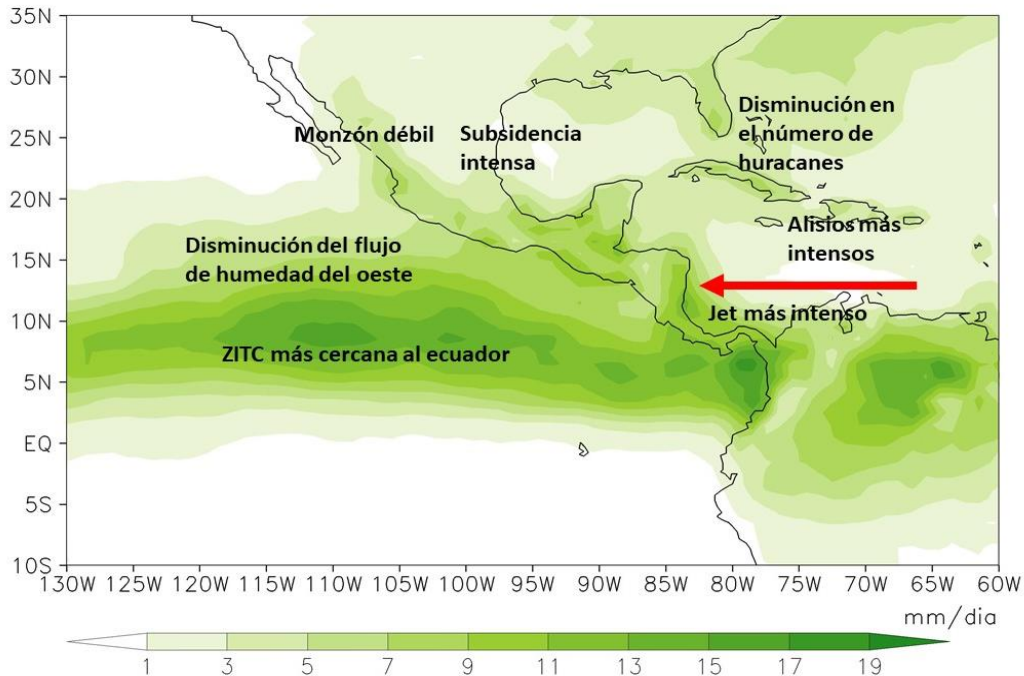 35N
30N
25N
20N
15N
10N
5N
EQ
5S
10S
Monzón débil
Subsidencia
intensa
Disminución en
el número de
huracanes
Alisios más
intensos
Disminución del flujo
de humedad del oeste
Jet más intenso
ZITC más cercana al ecuador
130W 125W 120W 115W 110W 105W 100W 95W 90W 85W 80W 75W 70W 65W 60W
mm/dia
1 3 5 7 9 11 13 15 17 19